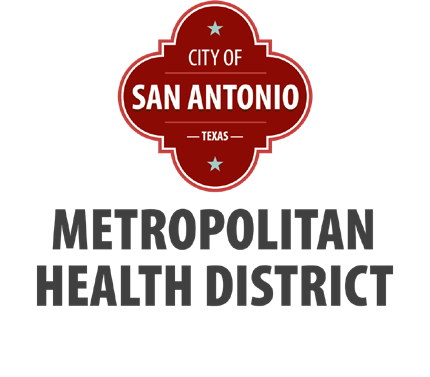 CITY OF
SAN ANTONIO
— TEXAS —
METROPOLITAN
HEALTH DISTRICT